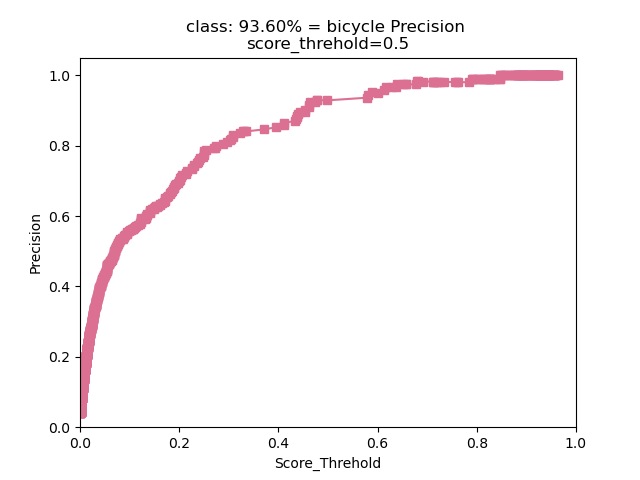 class: 93.60% = bicycle Precision
score_threhold=0.5
1.0
0.8
0.6
0.4
0.2
0.0
Precision
0.0 0.2 0.4 0.6 0.8 1.0
Score_Threhold